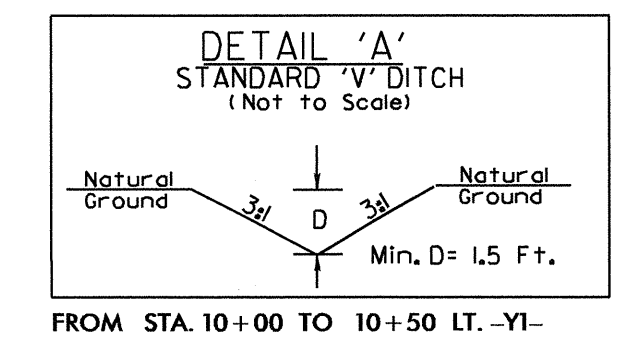 DETAIL 'A'
STANDARD 'V' DITCH
(Not to Scale)
Natural
Ground
3:1
D
3:1
Natural
Ground
Min. D= 1.5 Ft.
FROM STA. 10+00 TO 10+50 LT. -Y1-